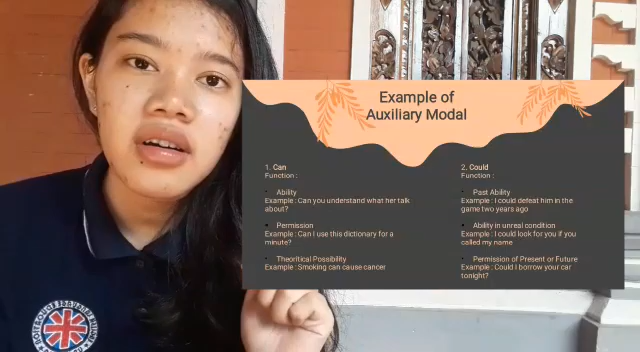 Example of
Auxiliary Modal
1. Can
Function :
Ability
Example : Can you understand what her talk
about?
Permission
Example : Can I use this dictionary for a
minute?
Theoritical Possibility
Example : Smoking can cause cancer
2. Could
Function :
Past Ability
Example : I could defeat him in the
game two years ago
Ability in unreal condition
Example : I could look for you if you
called my name
Permission of Present or Future
Example : Could I borrow your car
tonight?